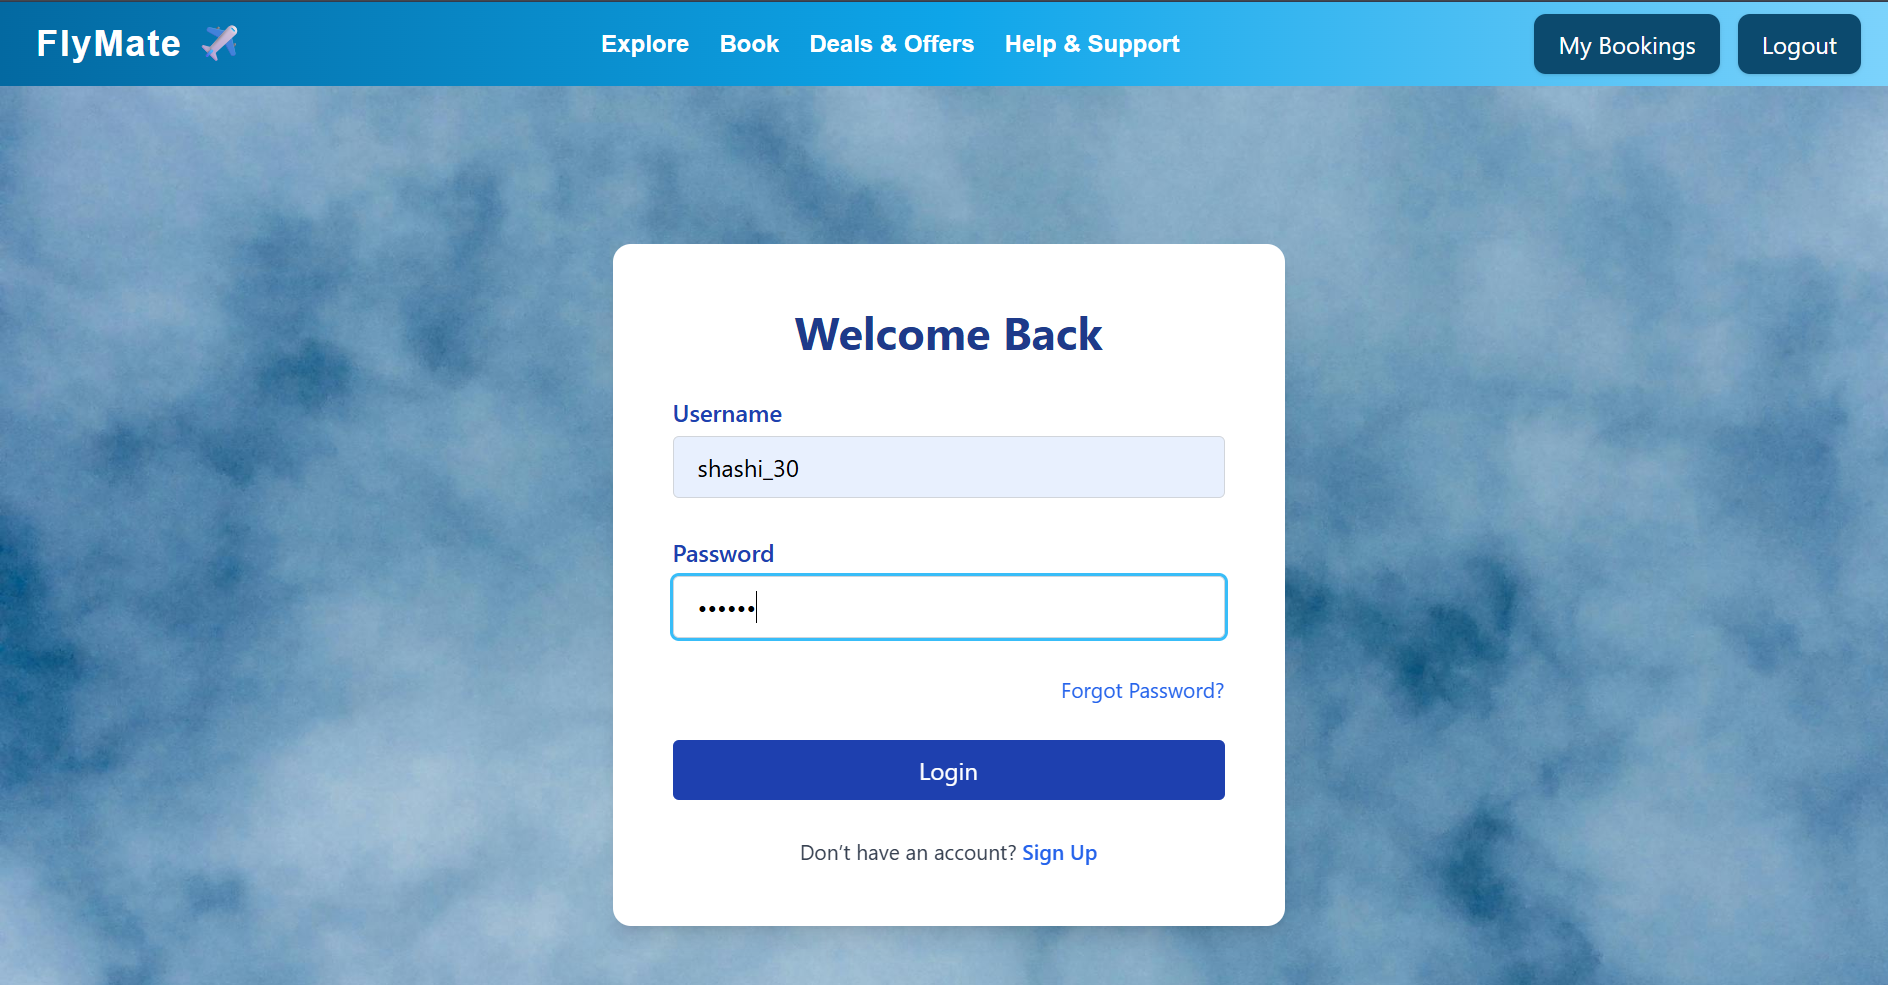 FlyMate
Explore Book Deals & Offers Help & Support
My Bookings Logout
Welcome Back
Username
shashi_30
Password
••••••
Forgot Password?
Login
Don’t have an account? Sign Up